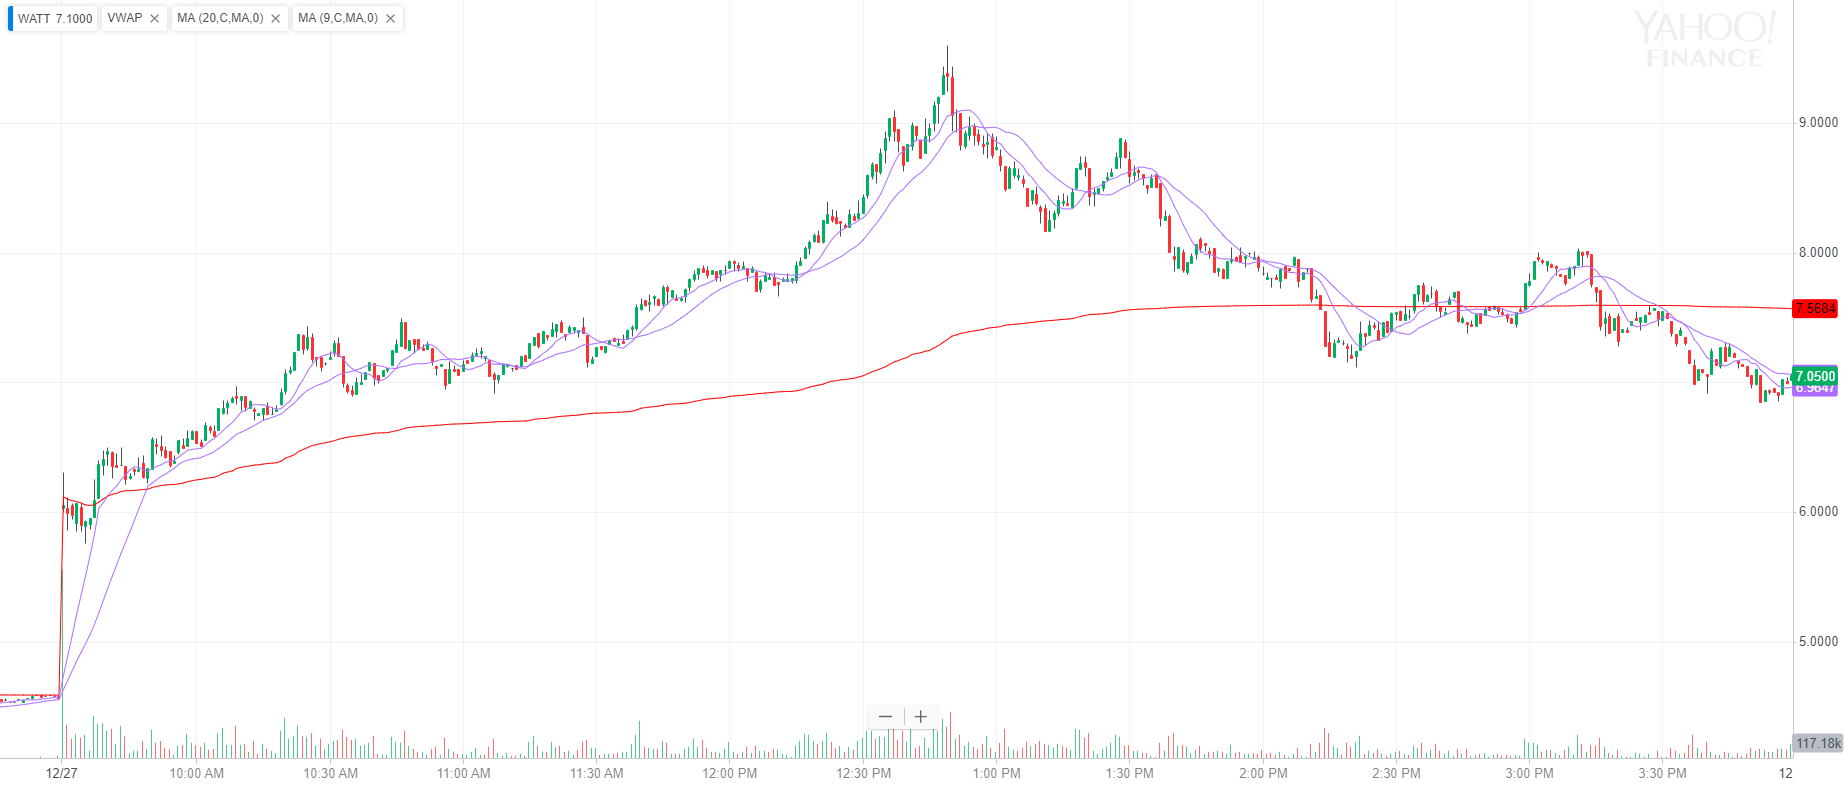 WATT 7.1000 VWAP ✕ MA (20,C,MA,0) ✕ MA (9,C,MA,0) ✕
YAHOO!
FINANCE
9.0000
8.0000
7.5684
7.0500
6.9647
6.0000
5.0000
117.18k
12/27 10:00 AM 10:30 AM 11:00 AM 11:30 AM 12:00 PM 12:30 PM 1:00 PM 1:30 PM 2:00 PM 2:30 PM 3:00 PM 3:30 PM 12